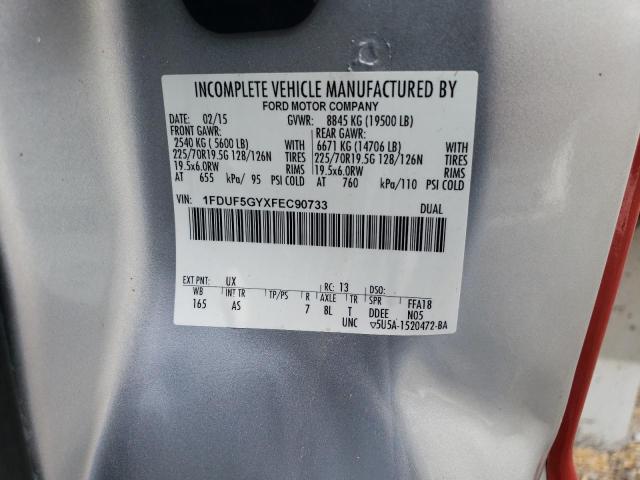 INCOMPLETE VEHICLE MANUFACTURED BY
FORD MOTOR COMPANY
DATE: 02/15 GVWR: 8845 KG (19500 LB)
FRONT GAWR: REAR GAWR:
2540 KG ( 5600 LB) WITH 6671 KG (14706 LB) WITH
225/70R19.5G 128/126N TIRES 225/70R19.5G 128/126N TIRES
19.5x6.0RW RIMS 19.5x6.0RW RIMS
AT 655 kPa/ 95 PSI COLD AT 760 kPa/110 PSI COLD
VIN: 1FDUF5GYXFEC90733 DUAL
EXT PNT: UX RC: 13 DSO:
WB INT TR TP/PS R AXLE TR SPR FFA18
165 AS 7 8L T DDEE N05
UNC ▽5U5A-1520472-BA